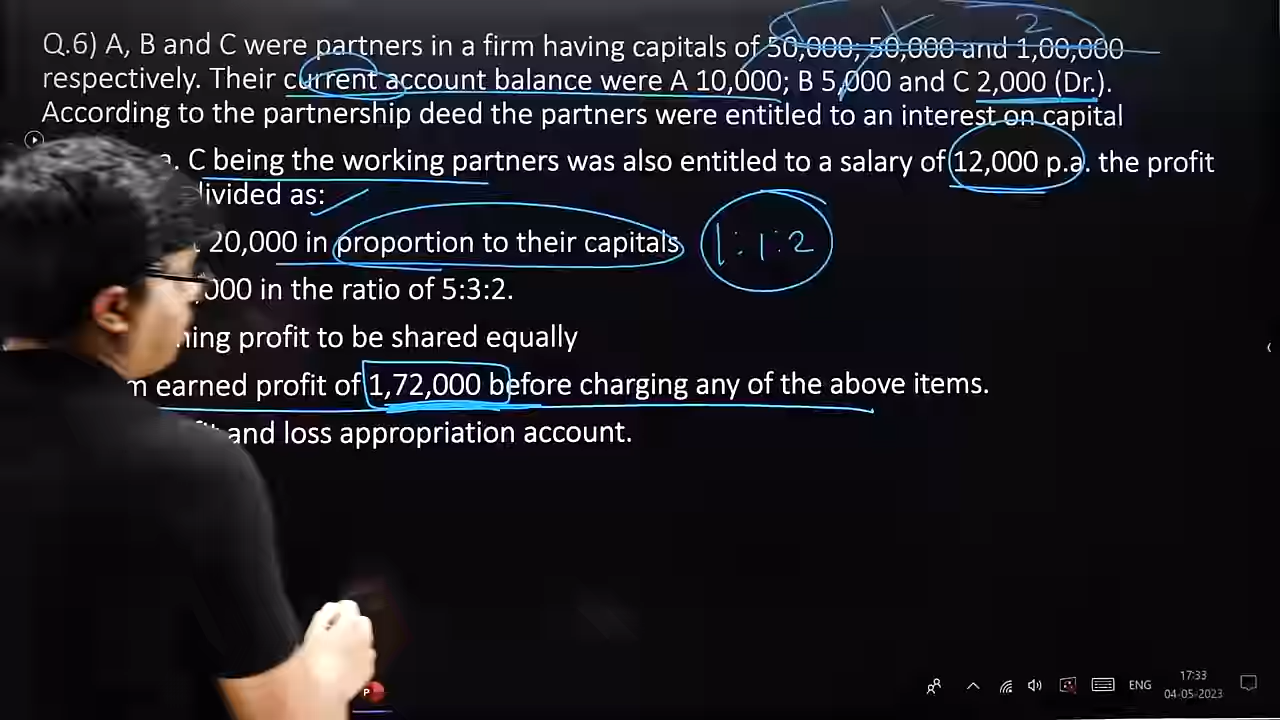 Q.6) A, B and C were partners in a firm having capitals of 50,000; 50,000 and 1,00,000
2
respectively. Their current account balance were A 10,000; B 5,000 and C 2,000 (Dr.).
According to the partnership deed the partners were entitled to an interest on capital
. C being the working partners was also entitled to a salary of 12,000 p.a. the profit
as:
20,000 in proportion to their capitals 1:1:2
in the ratio of 5:3:2.
profit to be shared equally
earned profit of 1,72,000 before charging any of the above items.
and loss appropriation account.
ENG
17:33
04-05-2023